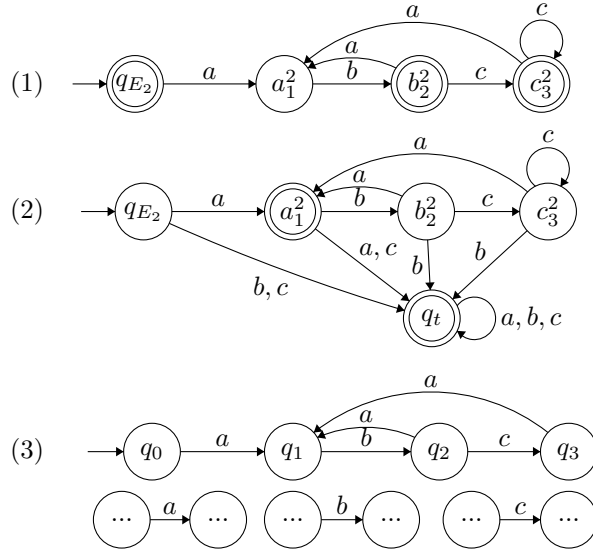 c
a
a
(1) q_{E_2} a a_1^2 b b_2^2 c c_3^2
c
a
a
(2) q_{E_2} a a_1^2 b b_2^2 c c_3^2
a, c b b
b, c
q_t a, b, c
a
a
(3) q_0 a q_1 b q_2 c q_3
... a ... ... b ... ... c ...